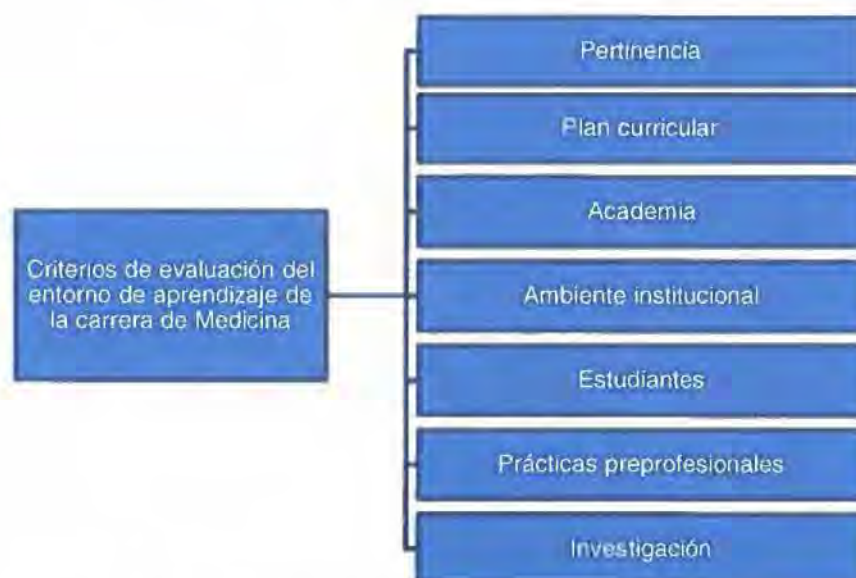 Criterios de evaluación del
entorno de aprendizaje de
la carrera de Medicina
Pertinencia
Plan curricular
Academia
Ambiente institucional
Estudiantes
Prácticas preprofesionales
Investigación